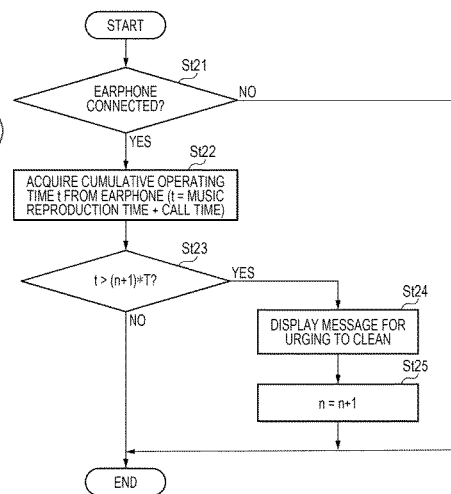 START
St21
EARPHONE
CONNECTED?
NO
YES
St22
ACQUIRE CUMULATIVE OPERATING
TIME t FROM EARPHONE (t = MUSIC
REPRODUCTION TIME + CALL TIME)
St23
t > (n+1)*T?
YES
NO
St24
DISPLAY MESSAGE FOR
URGING TO CLEAN
St25
n = n+1
END